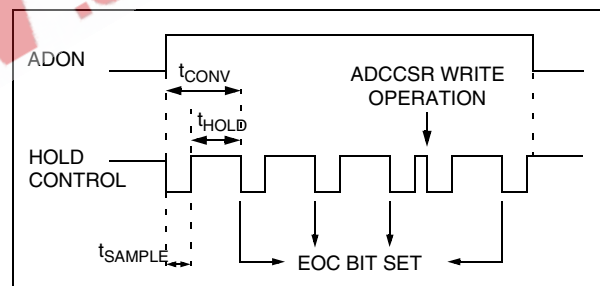 ADON
tCONV
ADCCSR WRITE
OPERATION
tHOLD
HOLD
CONTROL
tSAMPLE
EOC BIT SET